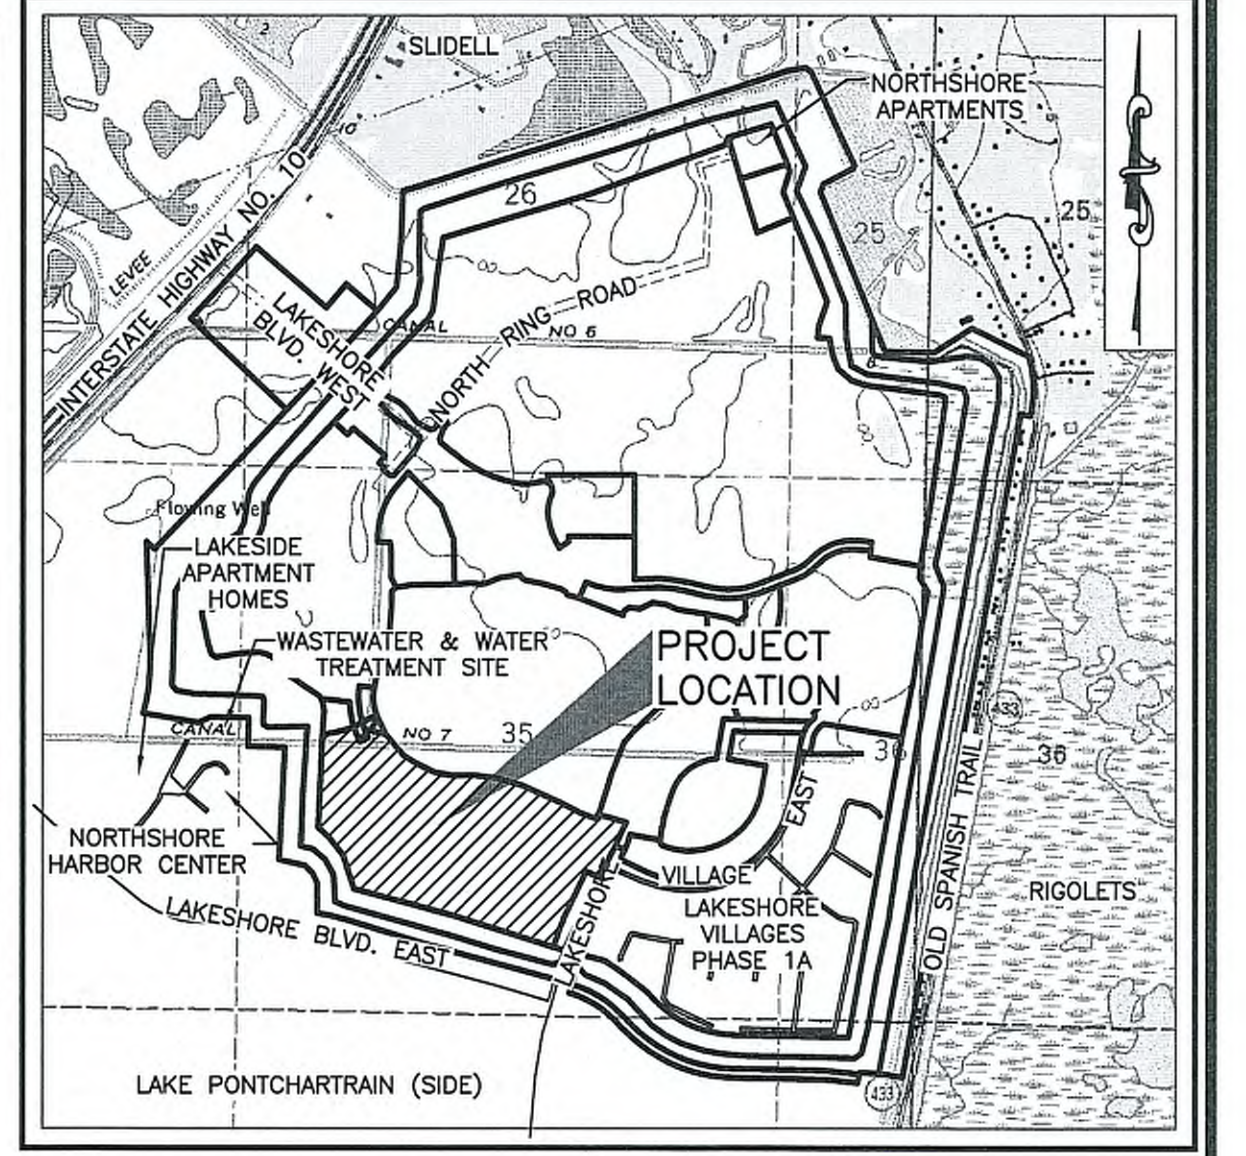 2
SLIDELL
NORTHSHORE
APARTMENTS
26
25
25
INTERSTATE HIGHWAY NO. 10
LEVEE
LAKESHORE
BLVD.
WEST
CANAL
NO 6
NORTH RING ROAD
Flowing Well
LAKESIDE
APARTMENT
HOMES
WASTEWATER & WATER
TREATMENT SITE
PROJECT
LOCATION
CANAL
NO 7
35
36
433
36
EAST
NORTHSHORE
HARBOR CENTER
VILLAGE
LAKESHORE
VILLAGES
PHASE 1A
LAKESHORE
LAKESHORE BLVD. EAST
OLD SPANISH TRAIL
RIGOLETS
LAKE PONTCHARTRAIN (SIDE)
433